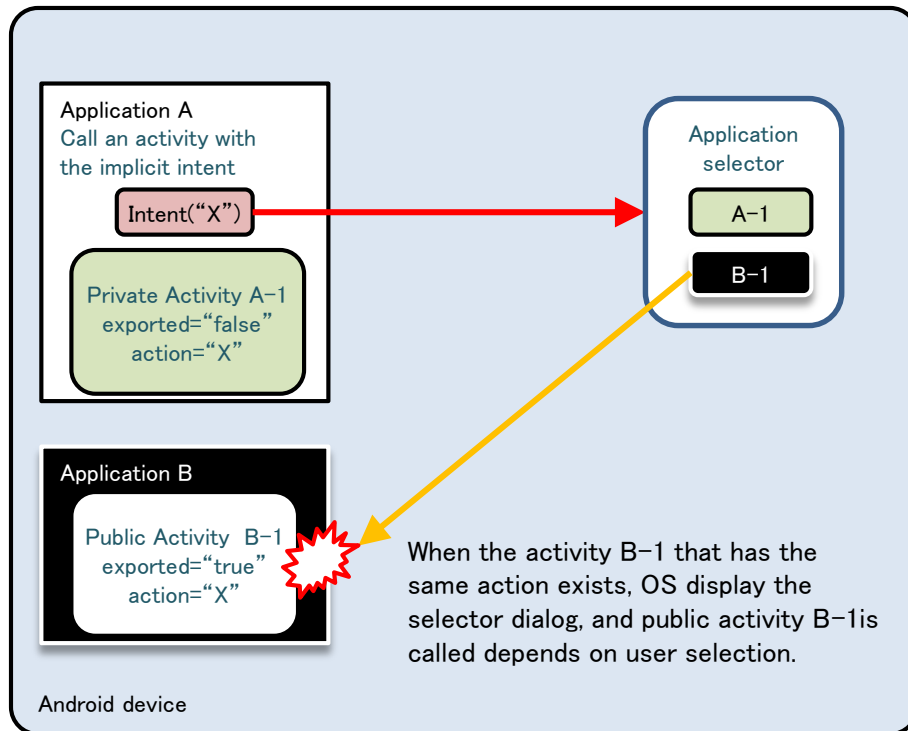 Application A
Call an activity with
the implicit intent
Intent(“X”)
Private Activity A-1
exported=“false”
action=“X”
Application
selector
A-1
B-1
Application B
Public Activity B-1
exported=“true”
action=“X”
When the activity B-1 that has the
same action exists, OS display the
selector dialog, and public activity B-1is
called depends on user selection.
Android device